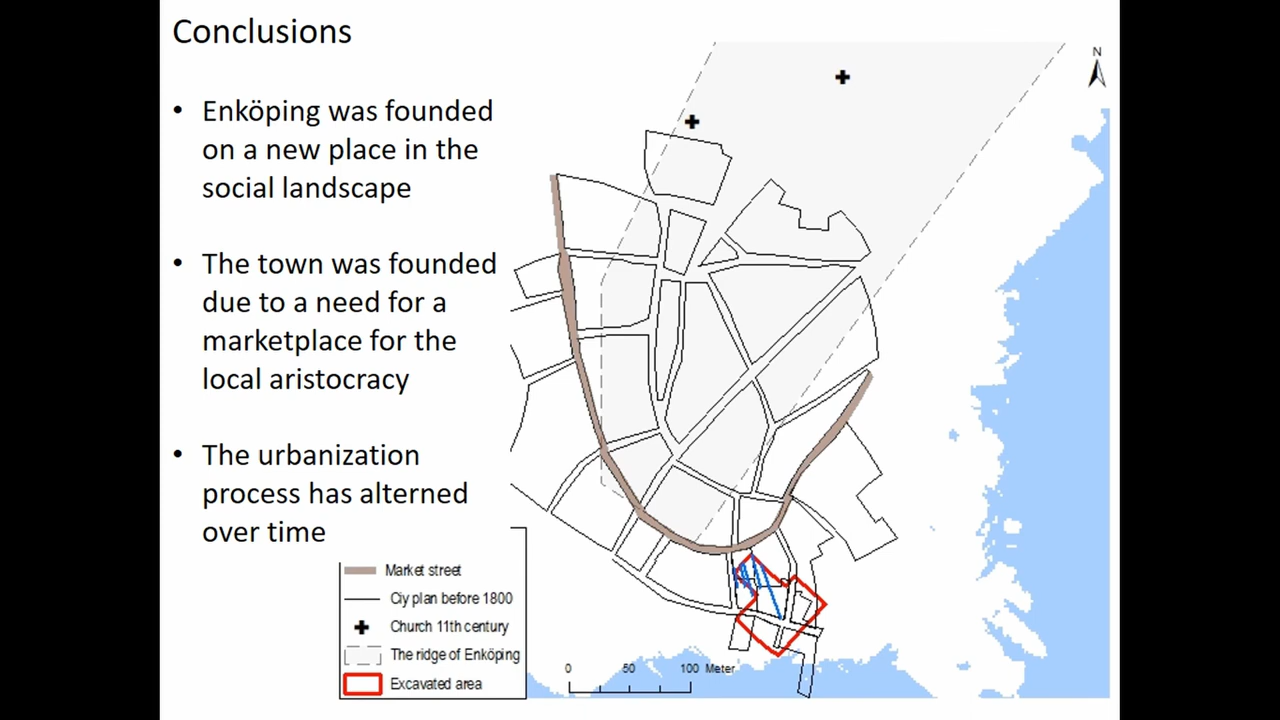 Conclusions
• Enköping was founded
on a new place in the
social landscape
• The town was founded
due to a need for a
marketplace for the
local aristocracy
• The urbanization
process has alterned
over time
N
Market street
Ciy plan before 1800
Church 11th century
The ridge of Enköping
Excavated area
0 50 100 Meter